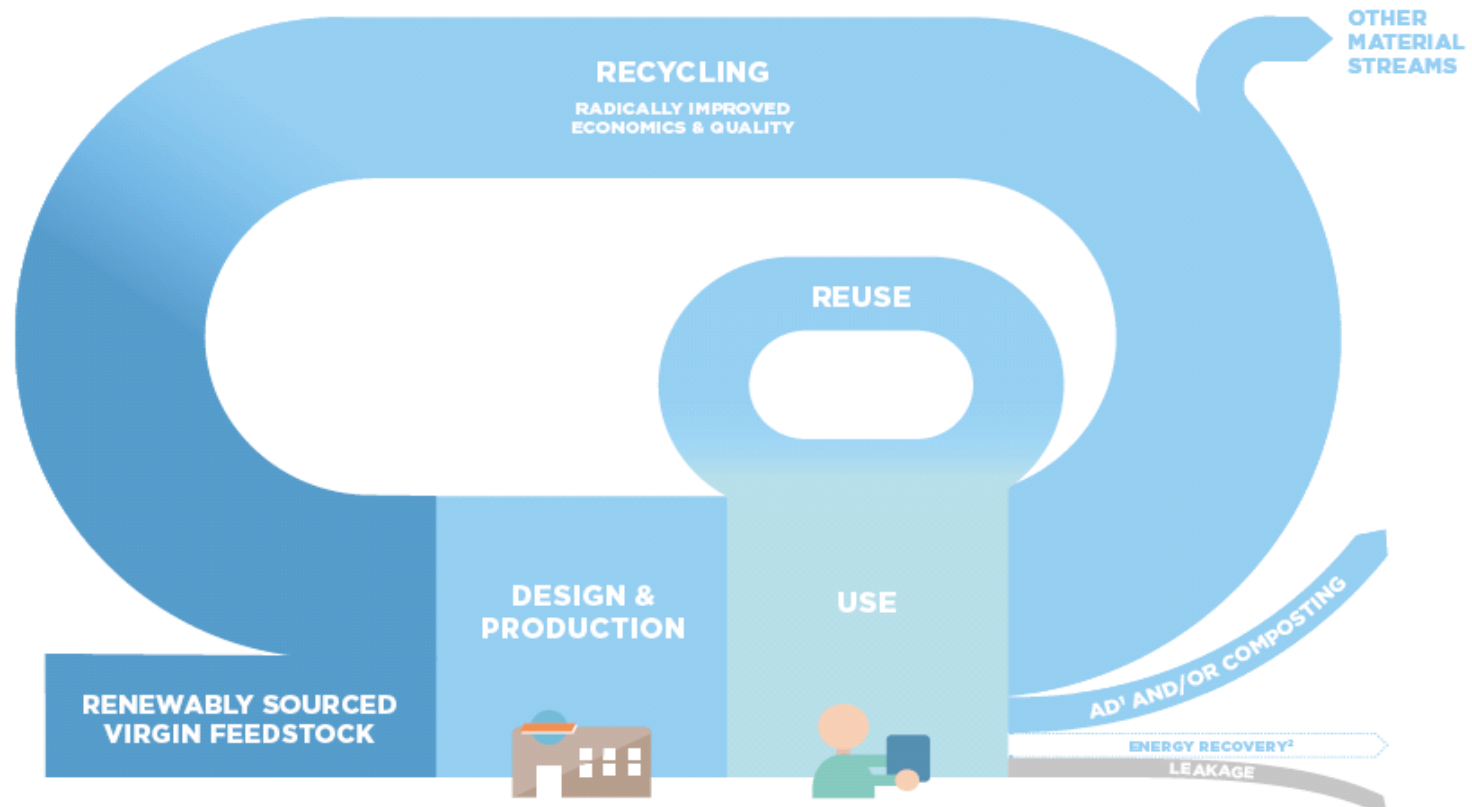 OTHER
MATERIAL
STREAMS
RECYCLING
RADICALLY IMPROVED
ECONOMICS & QUALITY
REUSE
DESIGN &
PRODUCTION
USE
RENEWABLY SOURCED
VIRGIN FEEDSTOCK
AD¹ AND/OR COMPOSTING
ENERGY RECOVERY²
LEAKAGE